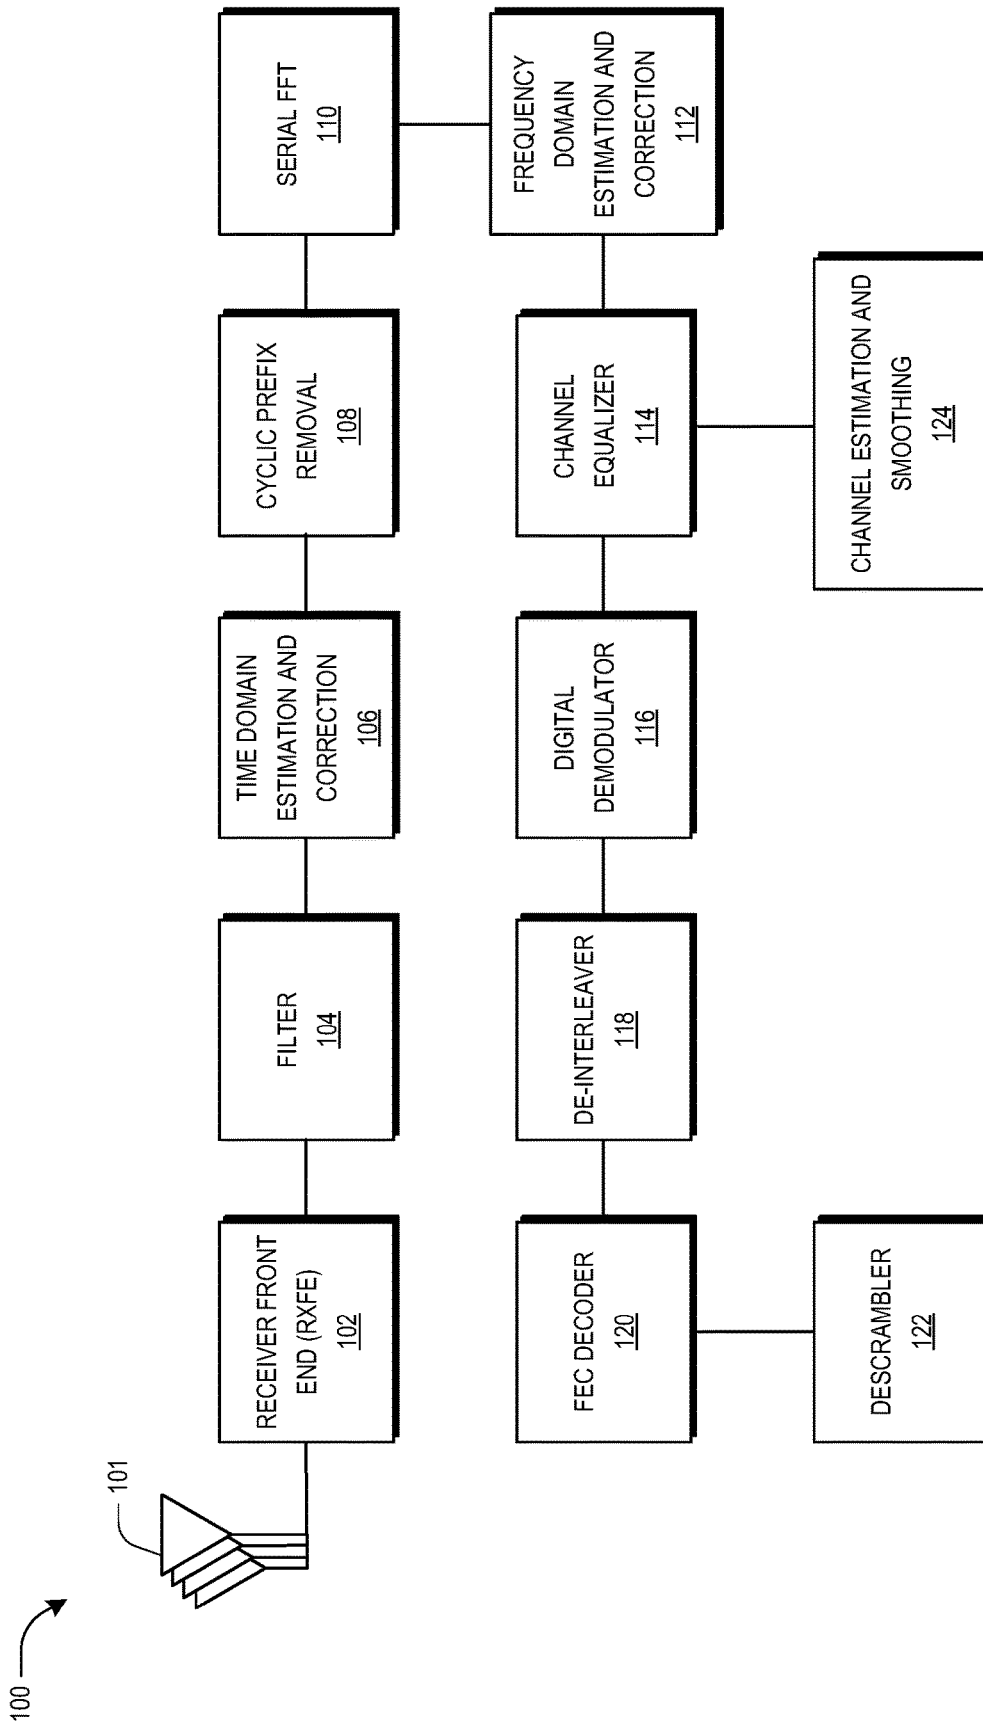 100
101
RECEIVER FRONT
END (RXFE)
102
FILTER
104
TIME DOMAIN
ESTIMATION AND
CORRECTION
106
CYCLIC PREFIX
REMOVAL
108
SERIAL FFT
110
FREQUENCY
DOMAIN
ESTIMATION AND
CORRECTION
112
CHANNEL
EQUALIZER
114
DIGITAL
DEMODULATOR
116
DE-INTERLEAVER
118
FEC DECODER
120
DESCRAMBLER
122
CHANNEL ESTIMATION AND
SMOOTHING
124